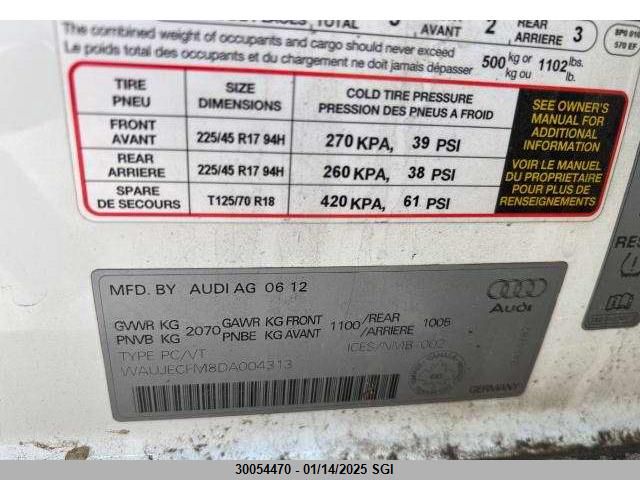 TOTAL
AVANT 2 REAR
ARRIERE 3
The combined weight of occupants and cargo should never exceed
Le poids total des occupants et du chargement ne doit jamais dépasser 500 kg or kg ou 1102 lbs. lb.
TIRE
PNEU
SIZE
DIMENSIONS
COLD TIRE PRESSURE
PRESSION DES PNEUS A FROID
SEE OWNER'S
MANUAL FOR
ADDITIONAL
INFORMATION
FRONT
AVANT 225/45 R17 94H 270 KPA, 39 PSI
REAR
ARRIERE 225/45 R17 94H 260 KPA, 38 PSI
VOIR LE MANUEL
DU PROPRIETAIRE
POUR PLUS DE
RENSEIGNEMENTS
SPARE
DE SECOURS T125/70 R18 420 KPA, 61 PSI
RES
MFD. BY AUDI AG 06 12
Audi
GVWR KG
PNVB KG 2070 GAWR KG FRONT
PNBE KG AVANT 1100 /REAR
/ARRIERE 1005
TYPE PC/VT ICES/NMB-002
WAUJECFM8DA004313
GERMANY
30054470 - 01/14/2025 SGI